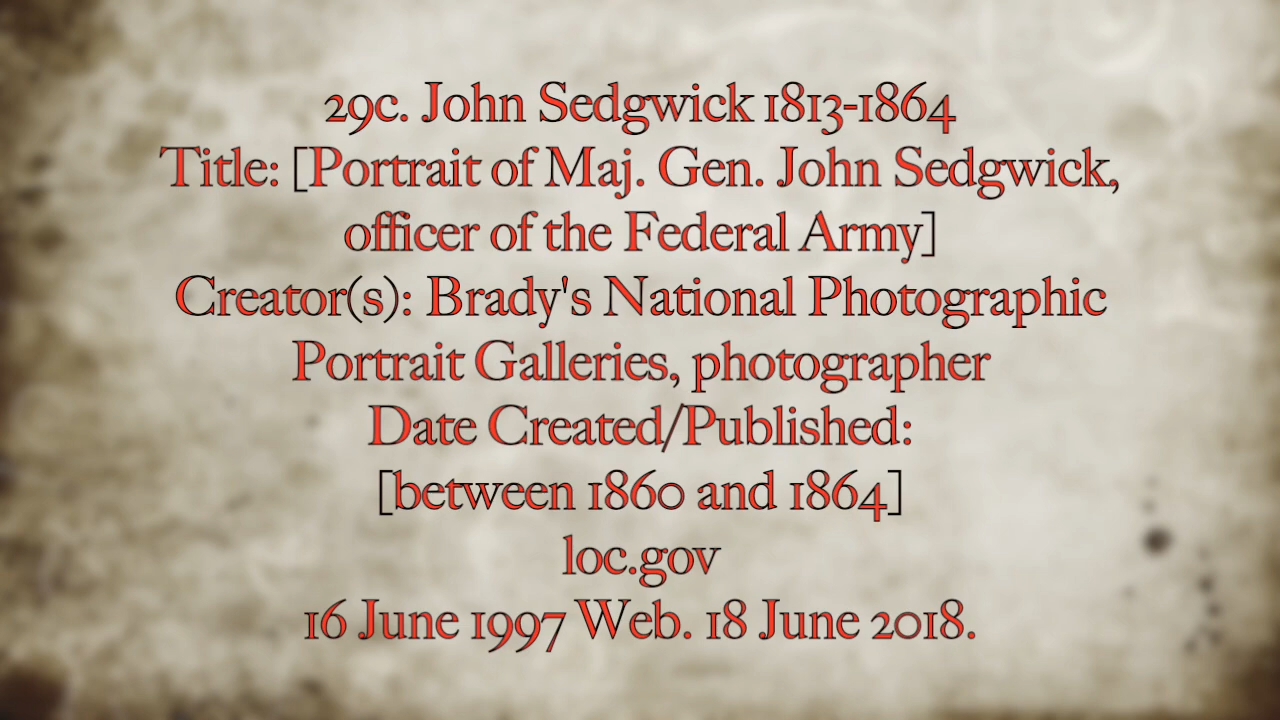 29c. John Sedgwick 1813-1864
Title: [Portrait of Maj. Gen. John Sedgwick,
officer of the Federal Army]
Creator(s): Brady's National Photographic
Portrait Galleries, photographer
Date Created/Published:
[between 1860 and 1864]
loc.gov
16 June 1997 Web. 18 June 2018.